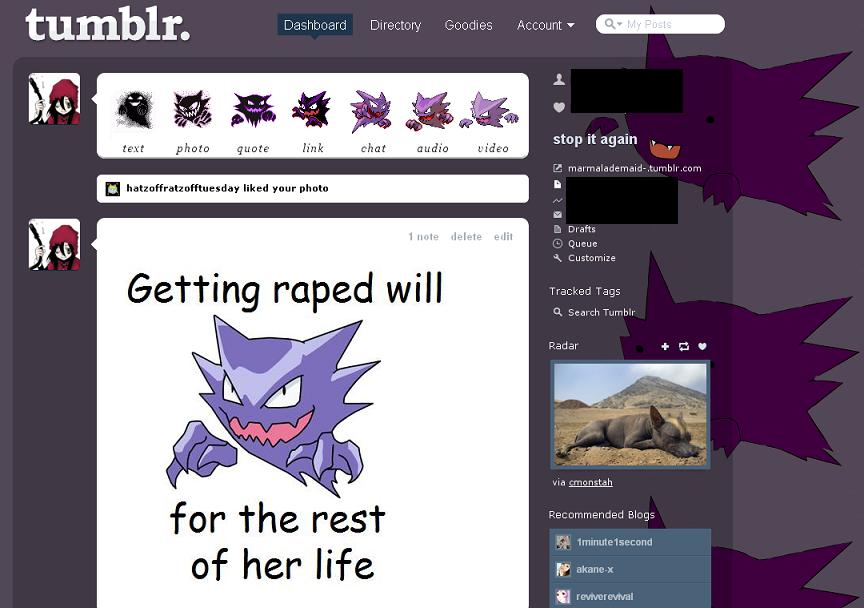 tumblr.
Dashboard Directory Goodies Account My Posts
text photo quote link chat audio video
hatzoffratzofftuesday liked your photo
1 note delete edit
Getting raped will
for the rest
of her life
stop it again
marmalademaid-.tumblr.com
Drafts
Queue
Customize
Tracked Tags
Search Tumblr
Radar
via cmonstah
Recommended Blogs
1minute1second
akane-x
reviverevival